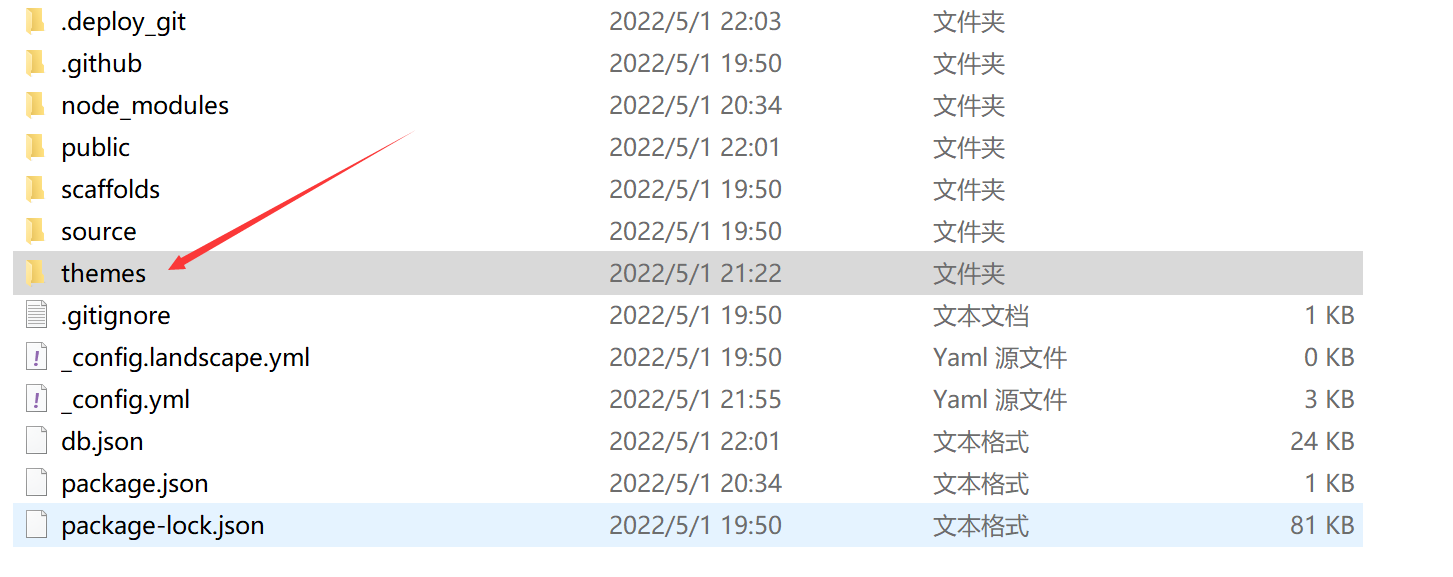 .deploy_git 2022/5/1 22:03 文件夹
.github 2022/5/1 19:50 文件夹
node_modules 2022/5/1 20:34 文件夹
public 2022/5/1 22:01 文件夹
scaffolds 2022/5/1 19:50 文件夹
source 2022/5/1 19:50 文件夹
themes 2022/5/1 21:22 文件夹
.gitignore 2022/5/1 19:50 文本文档 1 KB
_config.landscape.yml 2022/5/1 19:50 Yaml 源文件 0 KB
_config.yml 2022/5/1 21:55 Yaml 源文件 3 KB
db.json 2022/5/1 22:01 文本格式 24 KB
package.json 2022/5/1 20:34 文本格式 1 KB
package-lock.json 2022/5/1 19:50 文本格式 81 KB